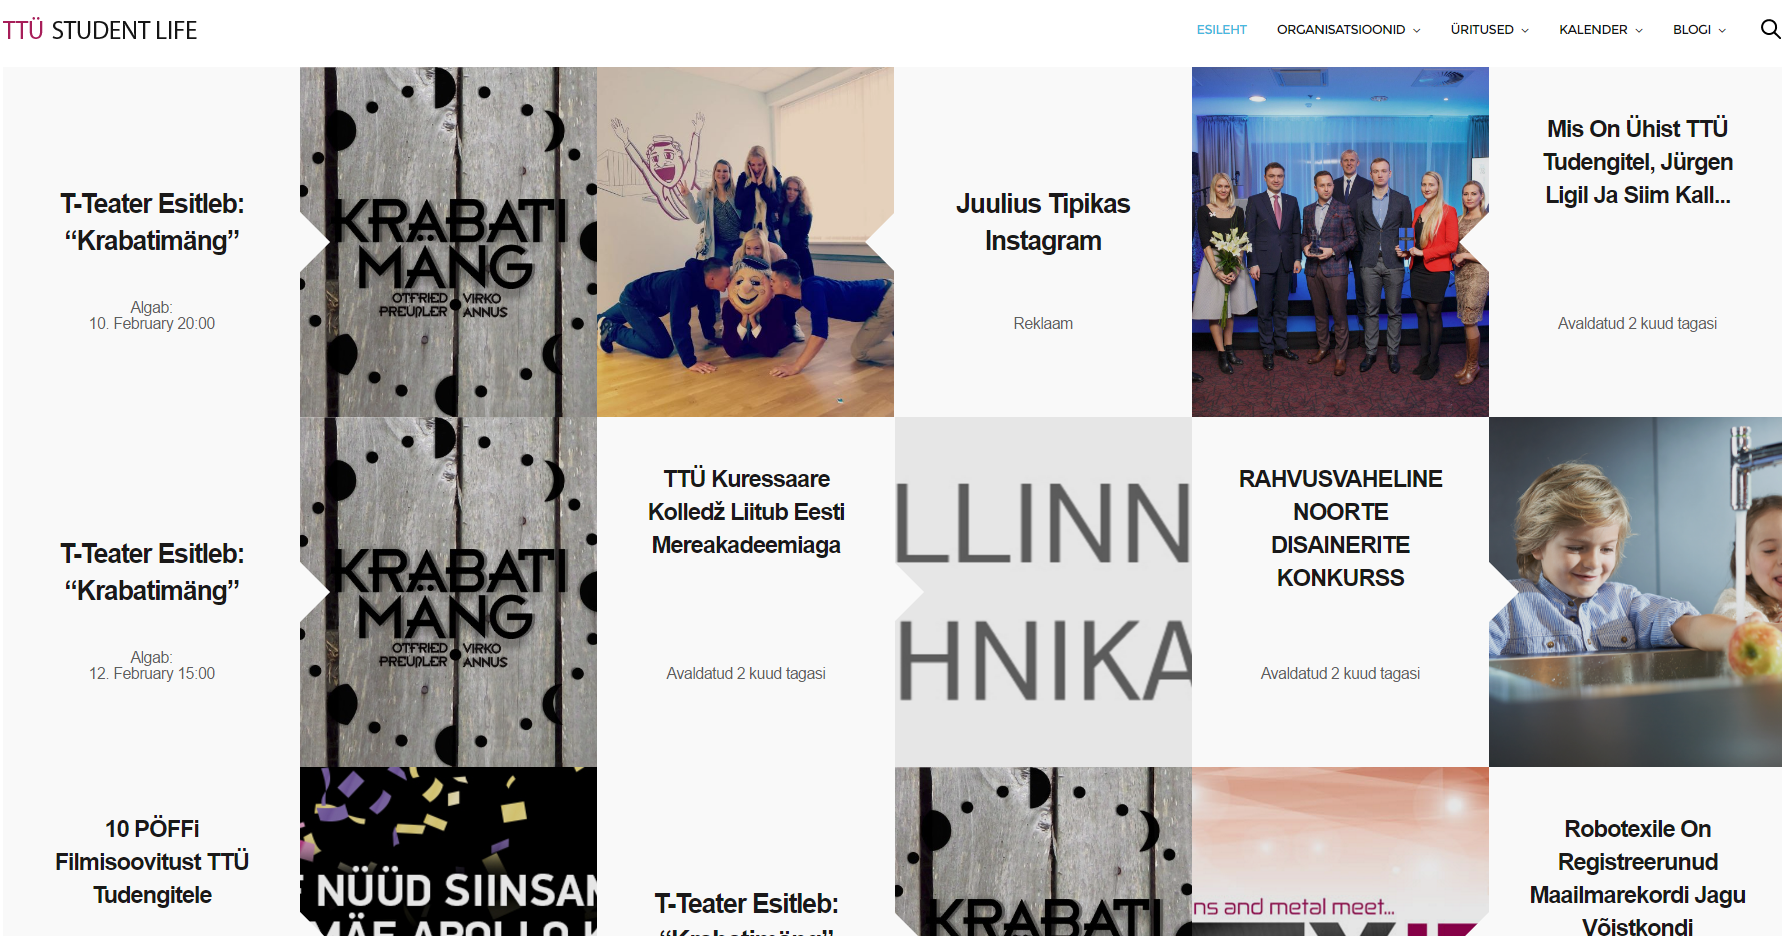 TTÜ STUDENT LIFE
ESILEHT
ORGANISATSIOONID
ÜRITUSED
KALENDER
BLOGI
T-Teater Esitleb:
“Krabatimäng”
Algab:
10. February 20:00
KRABATI
MÄNG
OTFRIED VIRKO
PREUẞLER ANNUS
Juulius Tipikas
Instagram
Reklaam
Mis On Ühist TTÜ
Tudengitel, Jürgen
Ligil Ja Siim Kall...
Avaldatud 2 kuud tagasi
T-Teater Esitleb:
“Krabatimäng”
Algab:
12. February 15:00
KRABATI
MÄNG
OTFRIED VIRKO
PREUẞLER ANNUS
TTÜ Kuressaare
Kolledž Liitub Eesti
Mereakadeemiaga
Avaldatud 2 kuud tagasi
LLINN
HNIKA
RAHVUSVAHELINE
NOORTE
DISAINERITE
KONKURSS
Avaldatud 2 kuud tagasi
10 PÖFFi
Filmisoovitust TTÜ
Tudengitele
NÜÜD SIINSAM
MÄE APOLLO K
T-Teater Esitleb:
“Krabatimäng”
KRABATI
ns and metal meet...
Robotexile On
Registreerunud
Maailmarekordi Jagu
Võistkondi